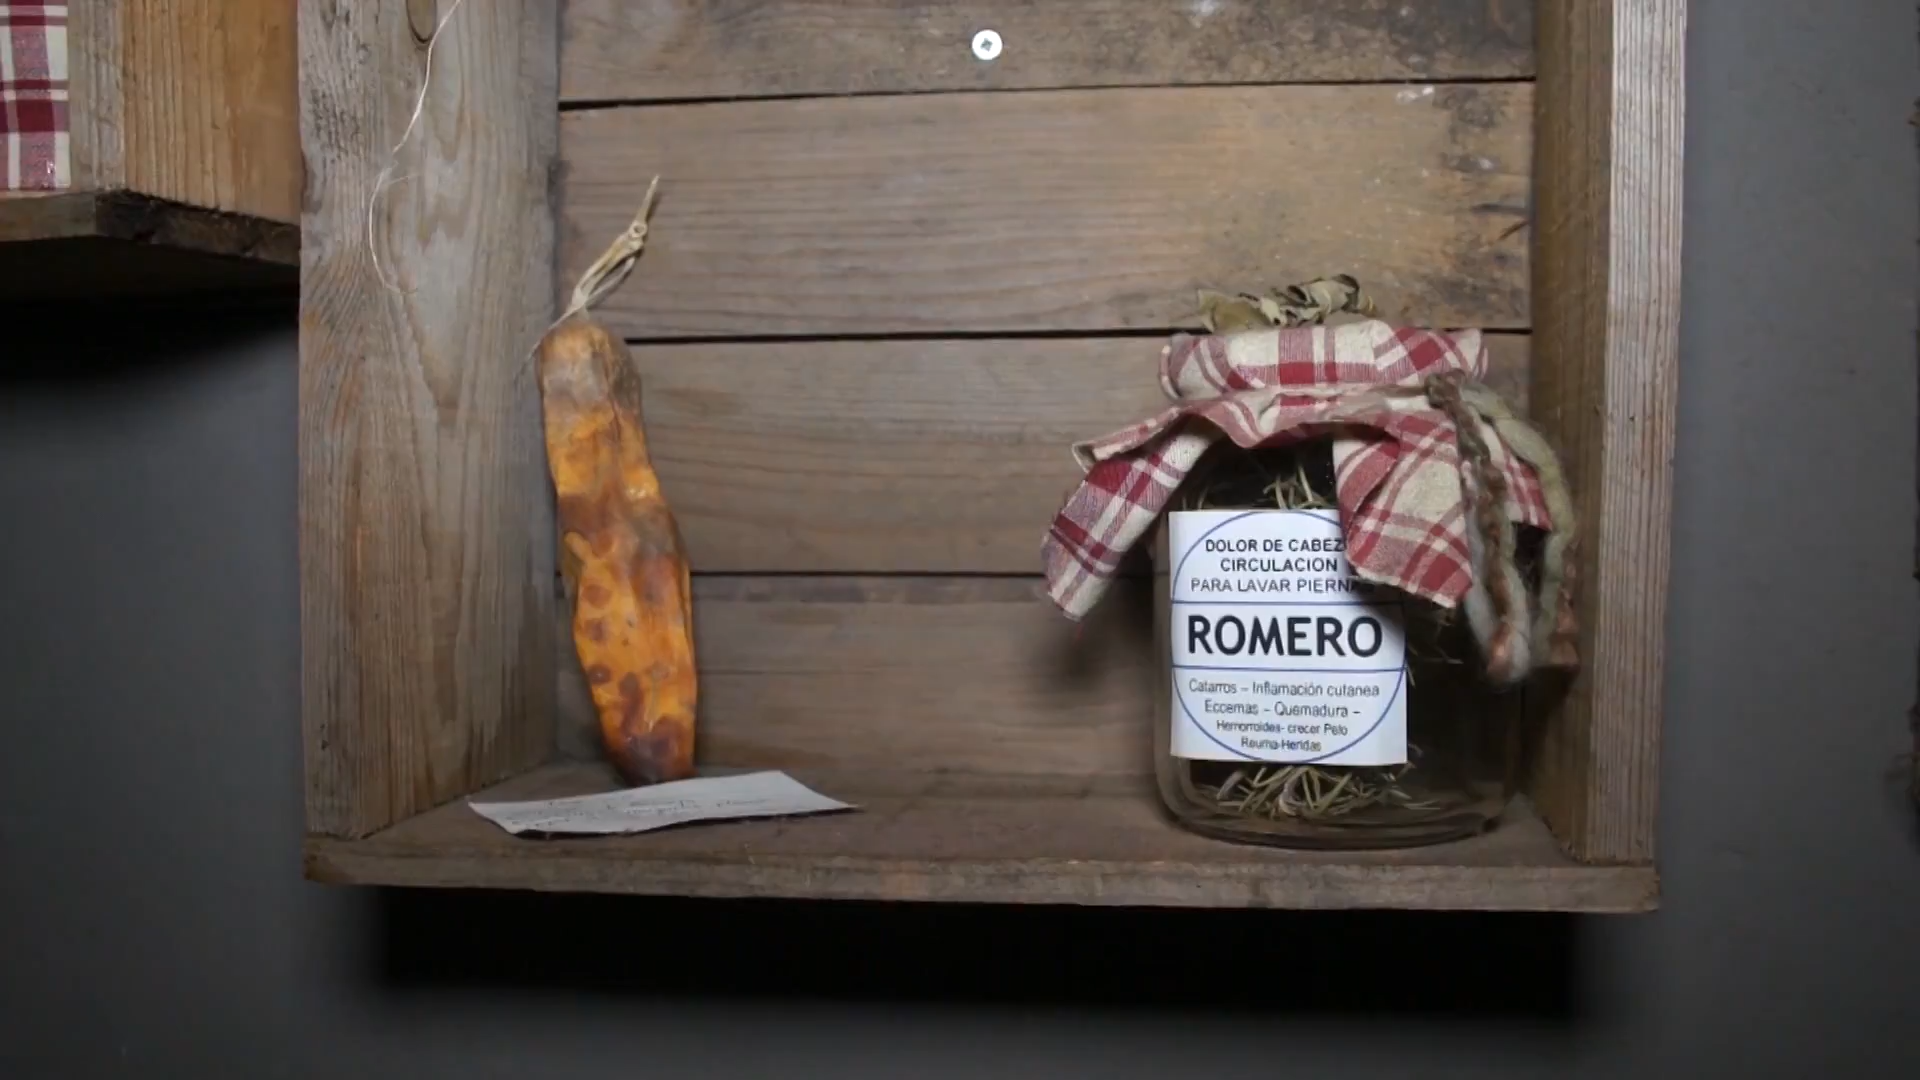 DOLOR DE CABEZ
CIRCULACION
PARA LAVAR PIERN
ROMERO
Catarros – Inflamación cutanea
Eccemas – Quemadura –
Hemorroides- crecer Pelo
Reuma-Heridas